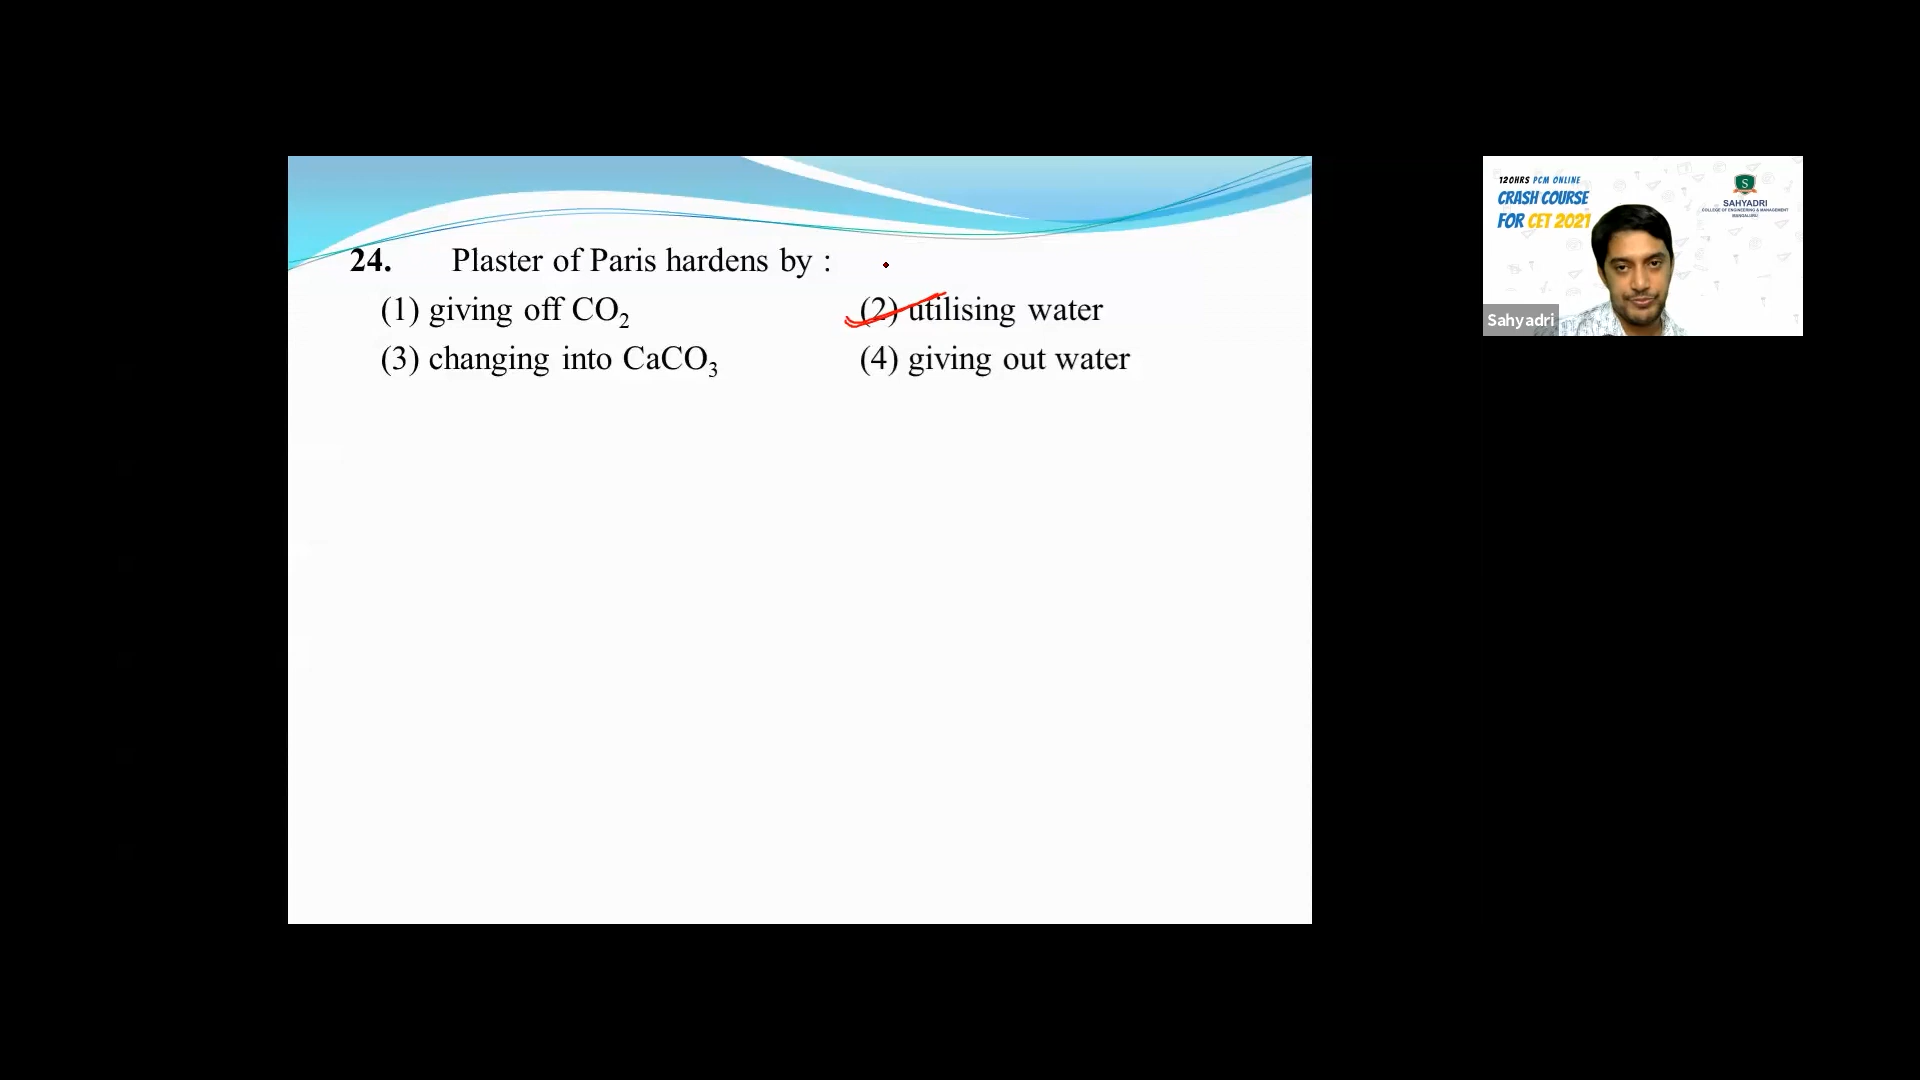 24. Plaster of Paris hardens by :
(1) giving off CO₂ (2) utilising water
(3) changing into CaCO₃ (4) giving out water
120HRS PCM ONLINE
CRASH COURSE
FOR CET 2021
S
SAHYADRI
COLLEGE OF ENGINEERING & MANAGEMENT
MANGALURU
Sahyadri